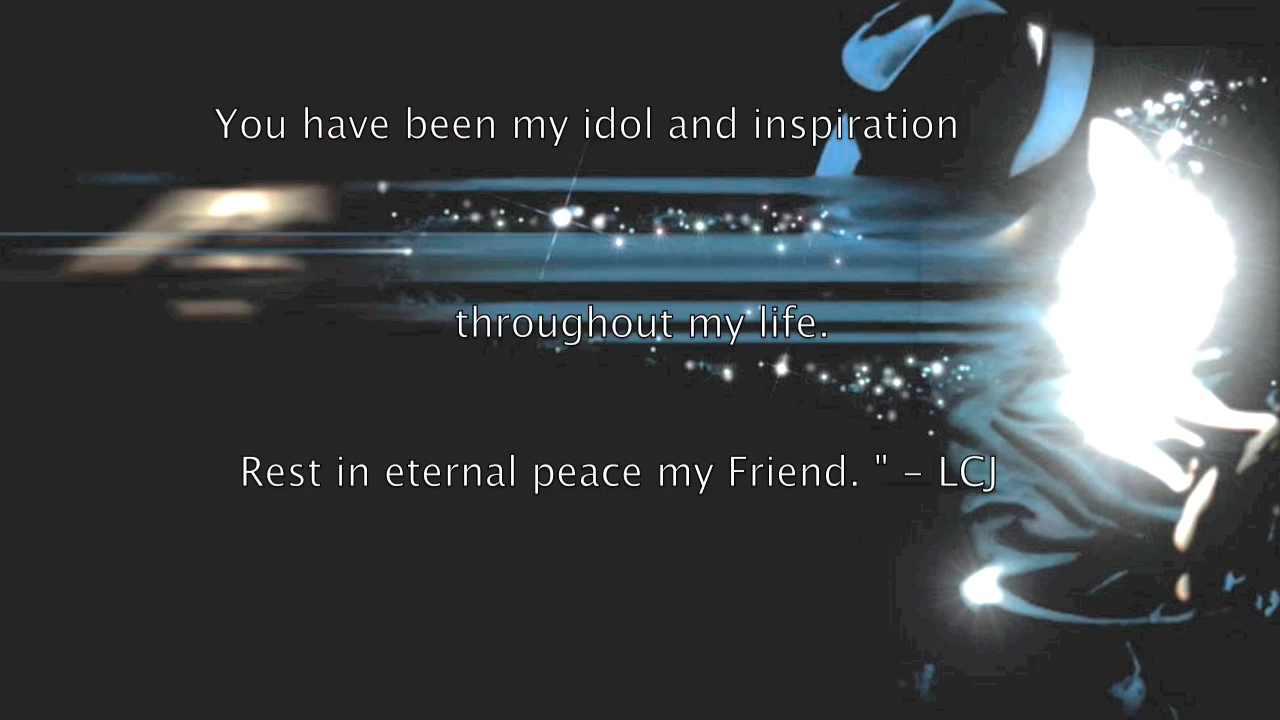 You have been my idol and inspiration
throughout my life.
Rest in eternal peace my Friend. " – LCJ